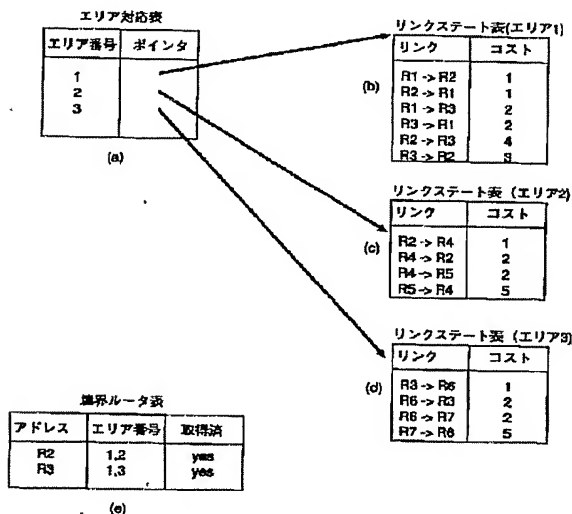 エリア対応表
エリア番号 ポインタ
1
2
3
(a)
リンクステート表(エリア1)
リンク コスト
(b)
R1 -> R2 1
R2 -> R1 1
R1 -> R3 2
R3 -> R1 2
R2 -> R3 4
R3 -> R2 3
リンクステート表 (エリア2)
リンク コスト
(c)
R2 -> R4 1
R4 -> R2 2
R4 -> R5 2
R5 -> R4 5
リンクステート表 (エリア3)
リンク コスト
(d)
R3 -> R6 1
R6 -> R3 2
R6 -> R7 2
R7 -> R6 5
境界ルータ表
アドレス エリア番号 取得済
R2 1,2 yes
R3 1,3 yes
(e)